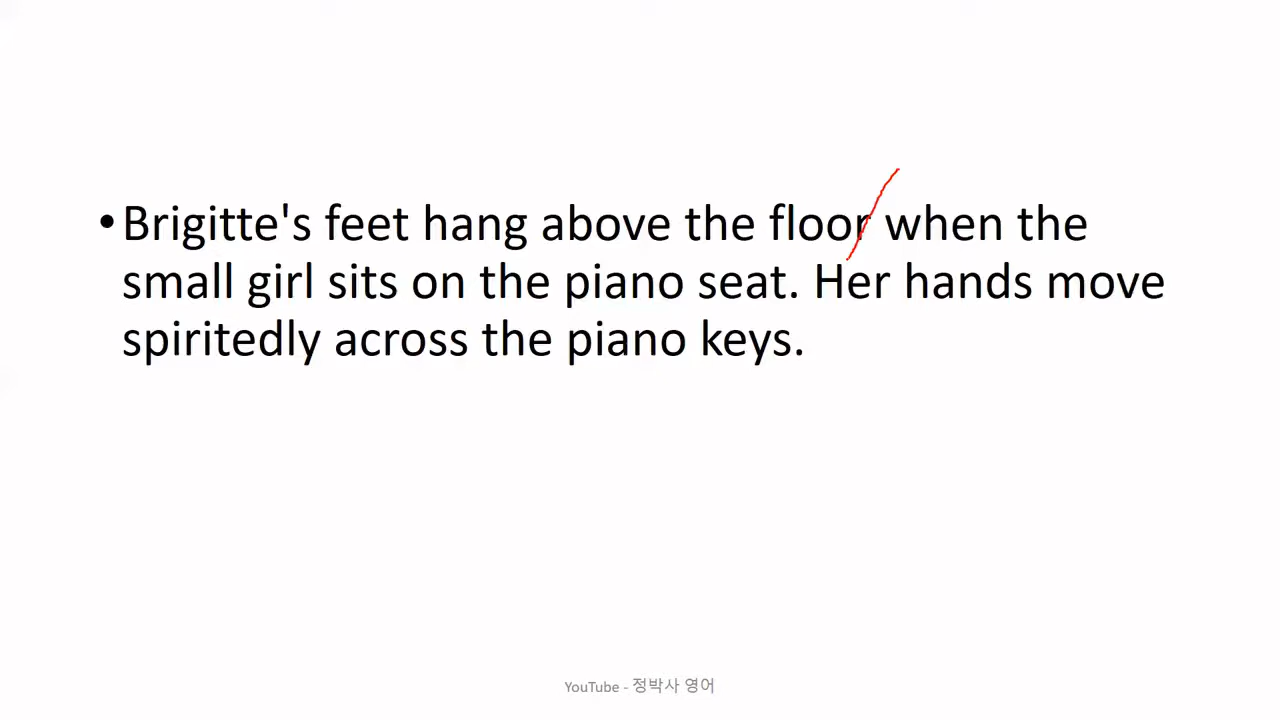 •Brigitte's feet hang above the floor when the
small girl sits on the piano seat. Her hands move
spiritedly across the piano keys.
YouTube - 정박사 영어